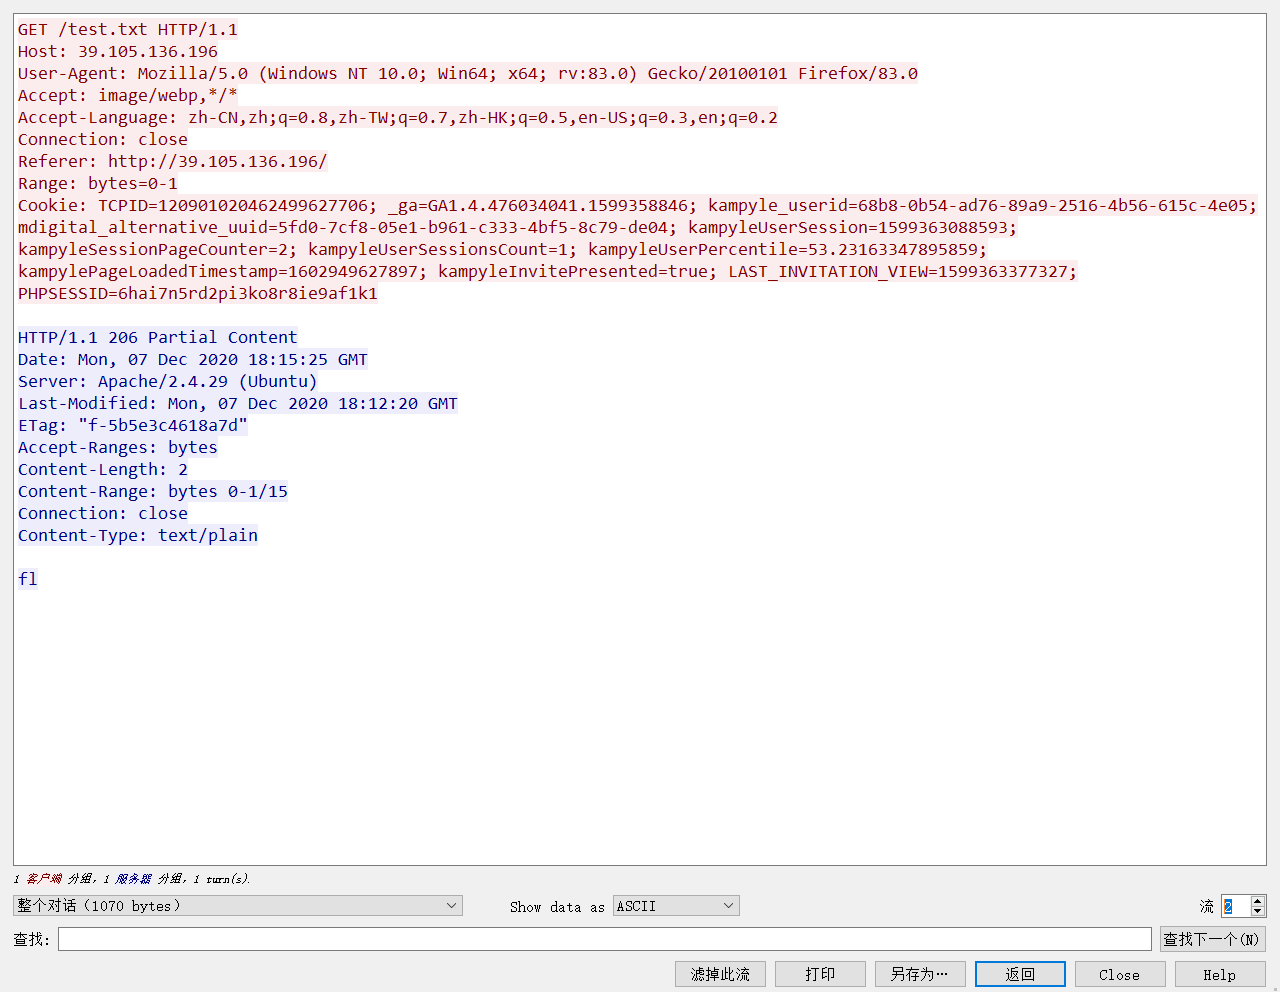 GET /test.txt HTTP/1.1
Host: 39.105.136.196
User-Agent: Mozilla/5.0 (Windows NT 10.0; Win64; x64; rv:83.0) Gecko/20100101 Firefox/83.0
Accept: image/webp,*/*
Accept-Language: zh-CN,zh;q=0.8,zh-TW;q=0.7,zh-HK;q=0.5,en-US;q=0.3,en;q=0.2
Connection: close
Referer: http://39.105.136.196/
Range: bytes=0-1
Cookie: TCPID=120901020462499627706; _ga=GA1.4.476034041.1599358846; kampyle_userid=68b8-0b54-ad76-89a9-2516-4b56-615c-4e05;
mdigital_alternative_uuid=5fd0-7cf8-05e1-b961-c333-4bf5-8c79-de04; kampyleUserSession=1599363088593;
kampyleSessionPageCounter=2; kampyleUserSessionsCount=1; kampyleUserPercentile=53.23163347895859;
kampylePageLoadedTimestamp=1602949627897; kampyleInvitePresented=true; LAST_INVITATION_VIEW=1599363377327;
PHPSESSID=6hai7n5rd2pi3ko8r8ie9af1k1
HTTP/1.1 206 Partial Content
Date: Mon, 07 Dec 2020 18:15:25 GMT
Server: Apache/2.4.29 (Ubuntu)
Last-Modified: Mon, 07 Dec 2020 18:12:20 GMT
ETag: "f-5b5e3c4618a7d"
Accept-Ranges: bytes
Content-Length: 2
Content-Range: bytes 0-1/15
Connection: close
Content-Type: text/plain
fl
1 客户端 分组，1 服务器 分组，1 turn(s).
整个对话（1070 bytes） Show data as ASCII 流 2
查找: 查找下一个(N)
滤掉此流 打印 另存为… 返回 Close Help